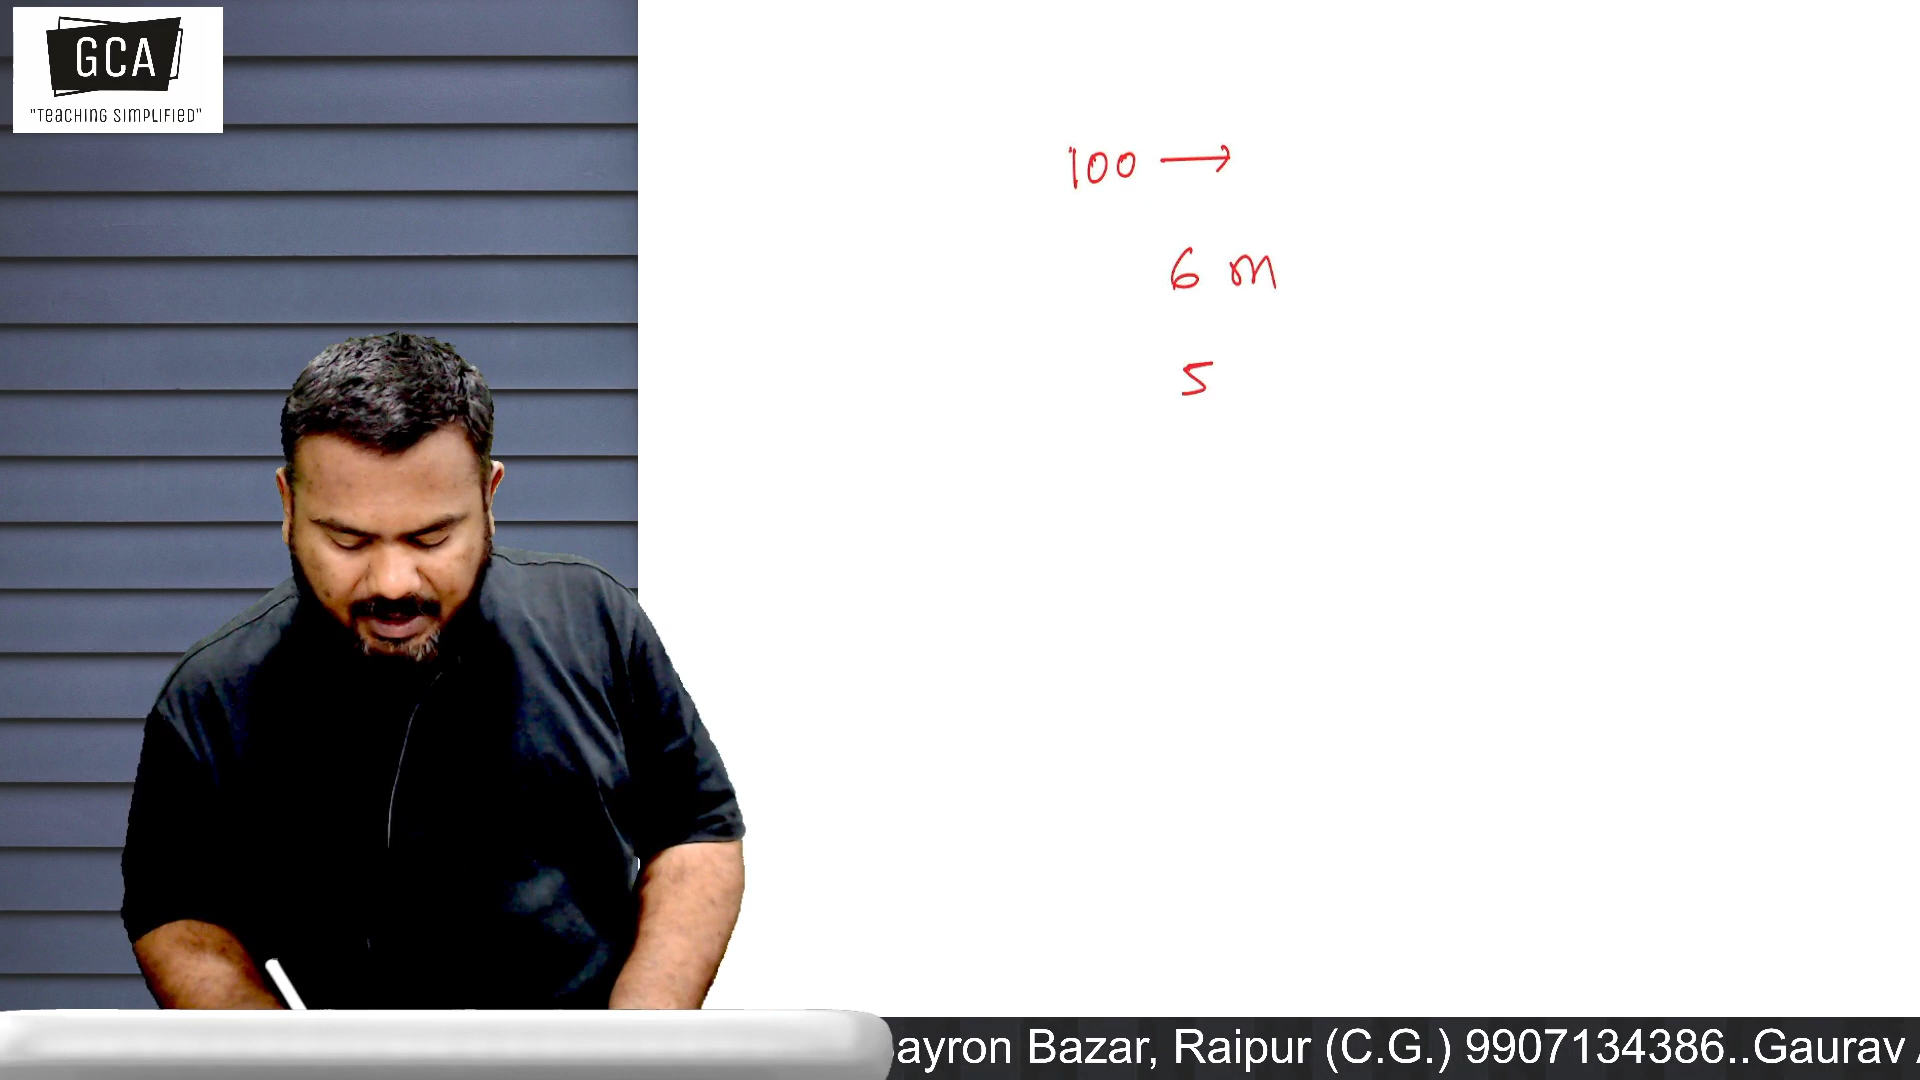 GCA
"TEACHING SIMPLIFIED"
100 →
6 m
5
ayron Bazar, Raipur (C.G.) 9907134386..Gaurav